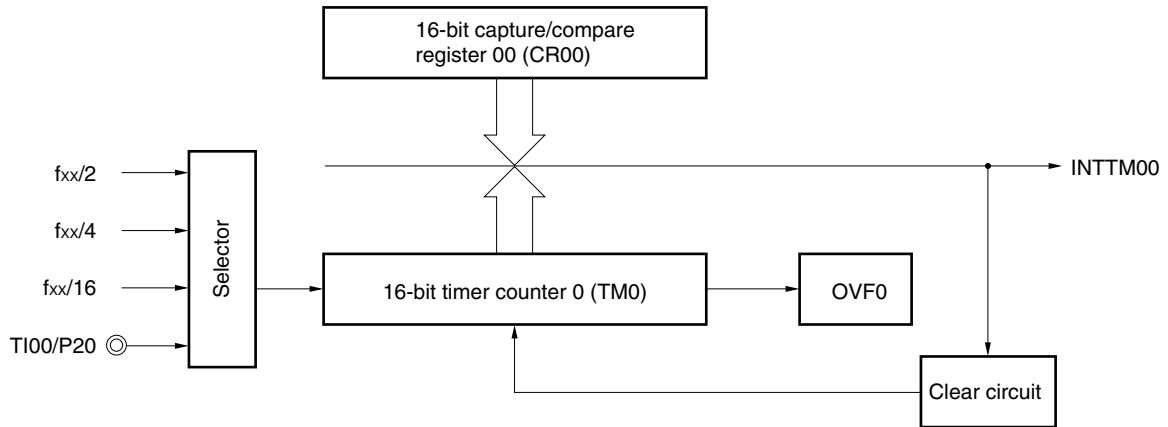 16-bit capture/compare
register 00 (CR00)
fxx/2
fxx/4
fxx/16
TI00/P20
Selector
INTTM00
16-bit timer counter 0 (TM0)
OVF0
Clear circuit